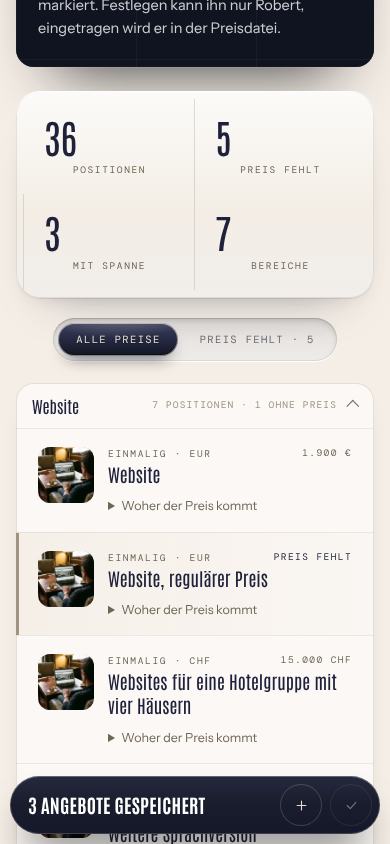 markiert. Festlegen kann ihn nur Robert,
eingetragen wird er in der Preisdatei.
36
POSITIONEN
5
PREIS FEHLT
3
MIT SPANNE
7
BEREICHE
ALLE PREISE
PREIS FEHLT · 5
Website
7 POSITIONEN · 1 OHNE PREIS
EINMALIG · EUR
1.900 €
Website
Woher der Preis kommt
EINMALIG · EUR
PREIS FEHLT
Website, regulärer Preis
Woher der Preis kommt
EINMALIG · CHF
15.000 CHF
Websites für eine Hotelgruppe mit
vier Häusern
Woher der Preis kommt
3 ANGEBOTE GESPEICHERT
Weitere Sprachversion